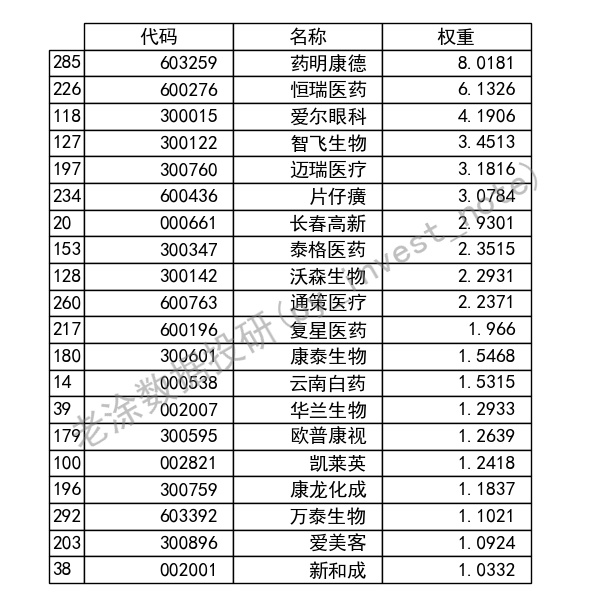 代码 名称 权重
285 603259 药明康德 8.0181
226 600276 恒瑞医药 6.1326
118 300015 爱尔眼科 4.1906
127 300122 智飞生物 3.4513
197 300760 迈瑞医疗 3.1816
234 600436 片仔癀 3.0784
20 000661 长春高新 2.9301
153 300347 泰格医药 2.3515
128 300142 沃森生物 2.2931
260 600763 通策医疗 2.2371
217 600196 复星医药 1.966
180 300601 康泰生物 1.5468
14 000538 云南白药 1.5315
39 002007 华兰生物 1.2933
179 300595 欧普康视 1.2639
100 002821 凯莱英 1.2418
196 300759 康龙化成 1.1837
292 603392 万泰生物 1.1021
203 300896 爱美客 1.0924
38 002001 新和成 1.0332
老涂数据投研(by invest_note)